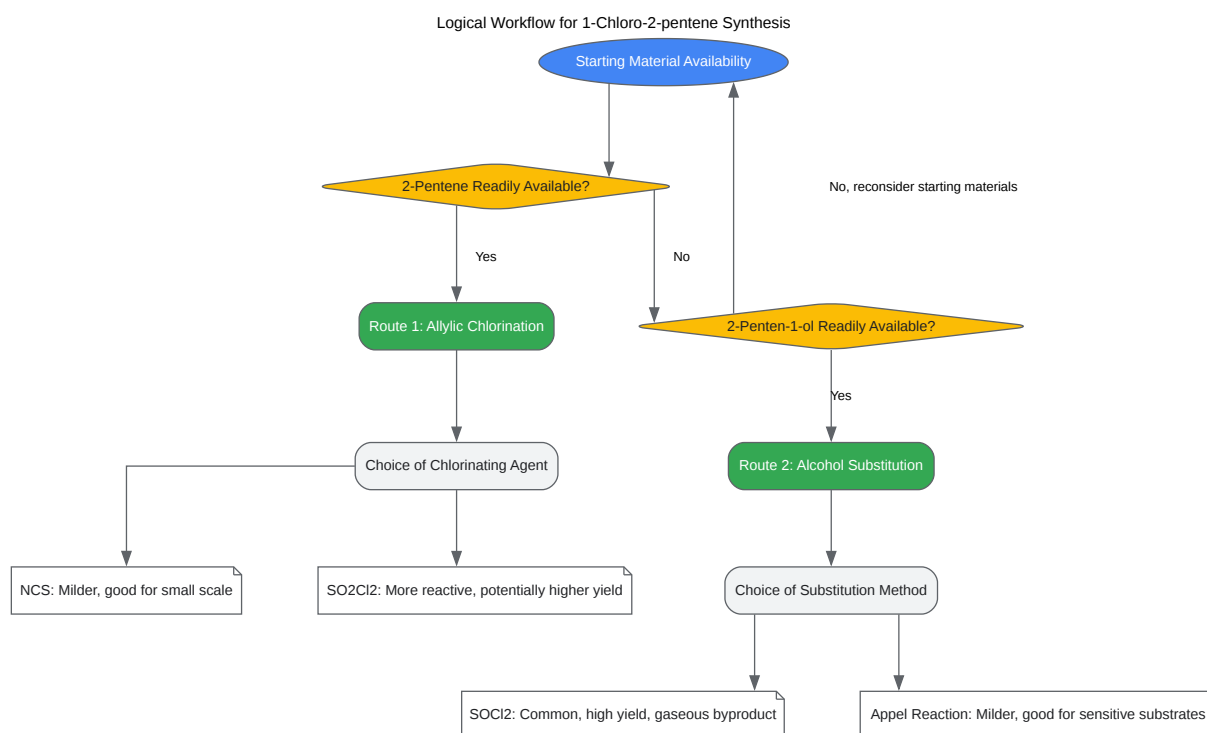 Logical Workflow for 1-Chloro-2-pentene Synthesis
Starting Material Availability
2-Pentene Readily Available?
No, reconsider starting materials
Yes
No
Route 1: Allylic Chlorination
2-Penten-1-ol Readily Available?
Yes
Choice of Chlorinating Agent
Route 2: Alcohol Substitution
NCS: Milder, good for small scale
SO2Cl2: More reactive, potentially higher yield
Choice of Substitution Method
SOCl2: Common, high yield, gaseous byproduct
Appel Reaction: Milder, good for sensitive substrates